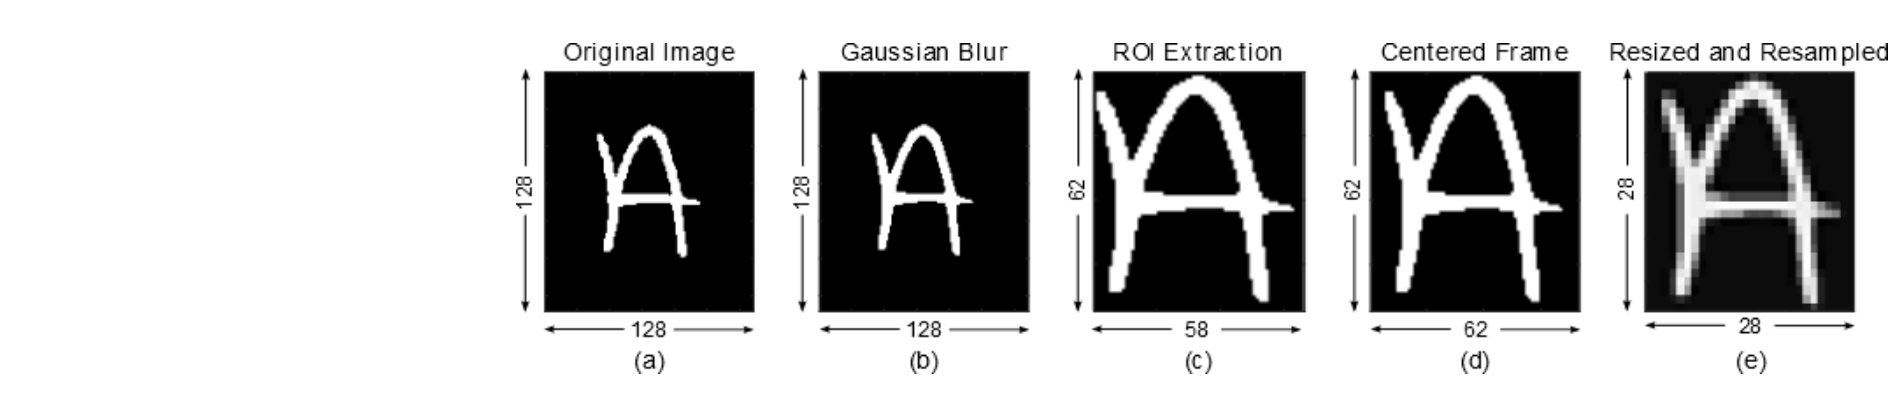 Original Image Gaussian Blur ROI Extraction Centered Frame Resized and Resampled
128 128 62 62 28
A A A A A
128 128 58 62 28
(a) (b) (c) (d) (e)